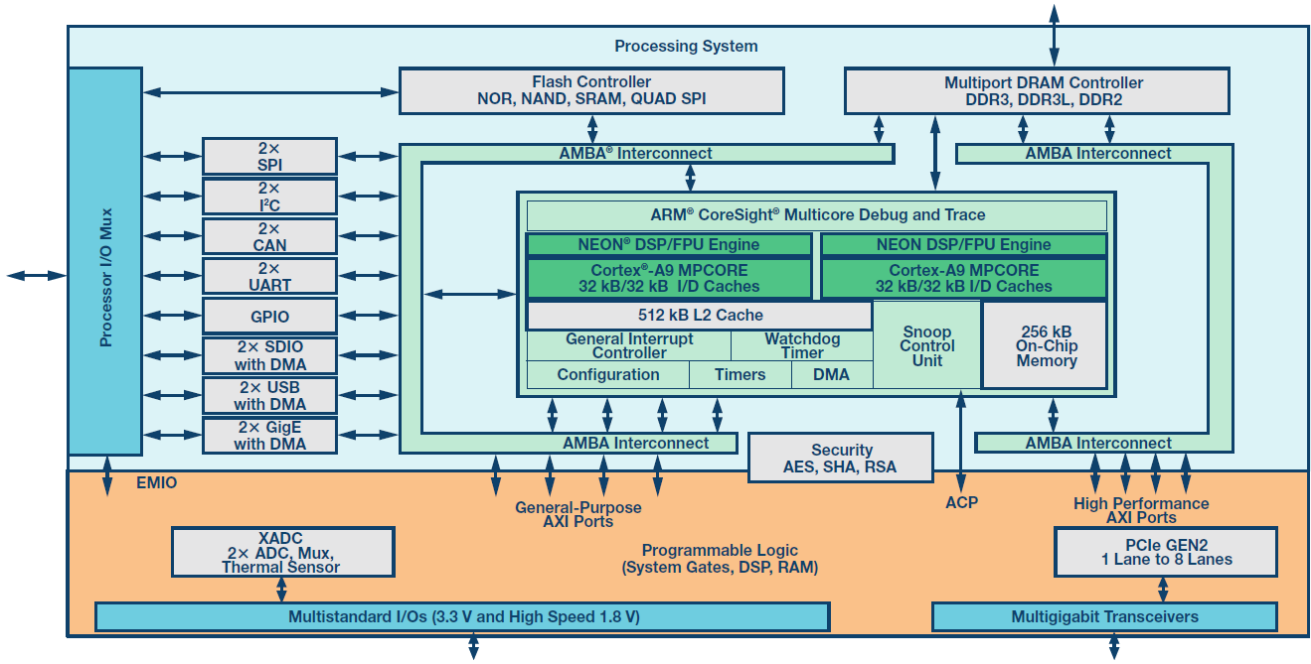 Processing System
Flash Controller
NOR, NAND, SRAM, QUAD SPI
Multiport DRAM Controller
DDR3, DDR3L, DDR2
Processor I/O Mux
2×
SPI
2×
I²C
2×
CAN
2×
UART
GPIO
2× SDIO
with DMA
2× USB
with DMA
2× GigE
with DMA
AMBA® Interconnect
AMBA Interconnect
ARM® CoreSight® Multicore Debug and Trace
NEON® DSP/FPU Engine
NEON DSP/FPU Engine
Cortex®-A9 MPCORE
32 kB/32 kB I/D Caches
Cortex-A9 MPCORE
32 kB/32 kB I/D Caches
512 kB L2 Cache
General Interrupt
Controller
Watchdog
Timer
Configuration
Timers
DMA
Snoop
Control
Unit
256 kB
On-Chip
Memory
AMBA Interconnect
Security
AES, SHA, RSA
AMBA Interconnect
EMIO
General-Purpose
AXI Ports
ACP
High Performance
AXI Ports
XADC
2× ADC, Mux,
Thermal Sensor
Programmable Logic
(System Gates, DSP, RAM)
PCIe GEN2
1 Lane to 8 Lanes
Multistandard I/Os (3.3 V and High Speed 1.8 V)
Multigigabit Transceivers